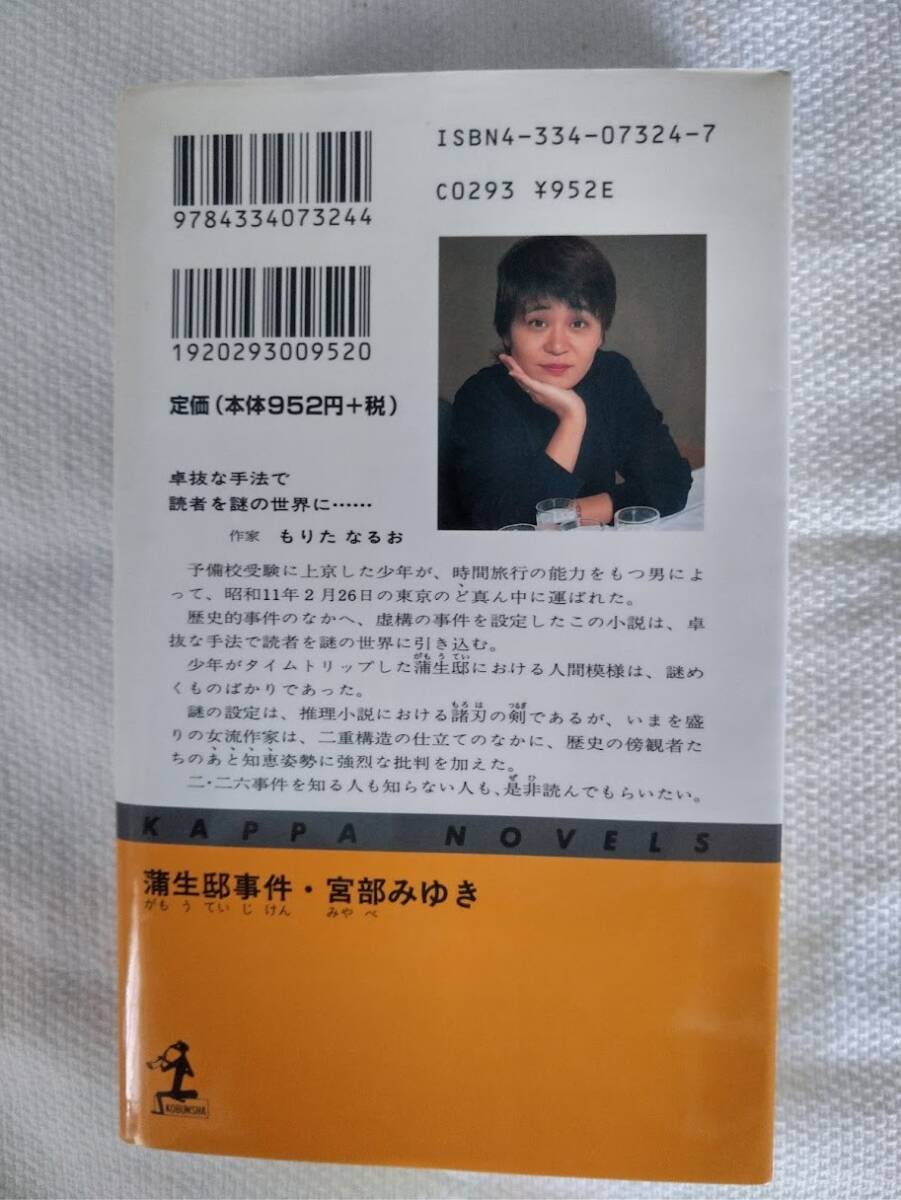 ISBN4-334-07324-7
C0293 ¥952E
9784334073244
1920293009520
定価(本体952円+税)
卓抜な手法で
読者を謎の世界に……
作家 もりた なるお
予備校受験に上京した少年が、時間旅行の能力をもつ男によ
って、昭和11年2月26日の東京のど真ん中に運ばれた。
歴史的事件のなかへ、虚構の事件を設定したこの小説は、卓
抜な手法で読者を謎の世界に引き込む。
がもうてい
少年がタイムトリップした蒲生邸における人間模様は、謎め
くものばかりであった。
もろは つるぎ
謎の設定は、推理小説における諸刃の剣であるが、いまを盛
りの女流作家は、二重構造の仕立てのなかに、歴史の傍観者た
ちのあと知恵姿勢に強烈な批判を加えた。
ぜひ
二・二六事件を知る人も知らない人も、是非読んでもらいたい。
KAPPA NOVELS
蒲生邸事件・宮部みゆき
がもうていじけん みやべ
KOBUNSHA